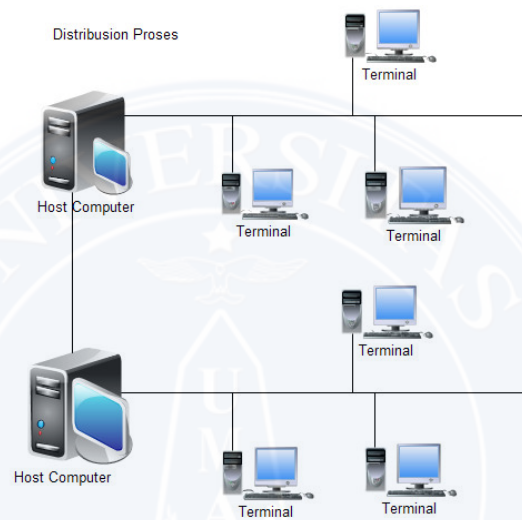 Distribusion Proses
Terminal
Host Computer
Terminal
Terminal
Terminal
Host Computer
Terminal
Terminal